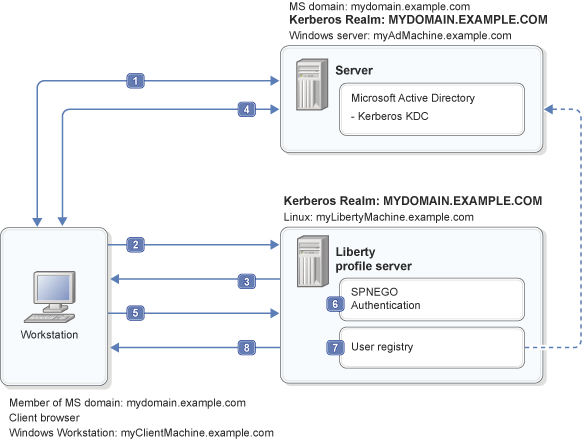 MS domain: mydomain.example.com
Kerberos Realm: MYDOMAIN.EXAMPLE.COM
Windows server: myAdMachine.example.com
Server
Microsoft Active Directory
- Kerberos KDC
1
4
Kerberos Realm: MYDOMAIN.EXAMPLE.COM
Linux: myLibertyMachine.example.com
Liberty
profile server
2
3
5
8
6
SPNEGO
Authentication
7
User registry
Workstation
Member of MS domain: mydomain.example.com
Client browser
Windows Workstation: myClientMachine.example.com